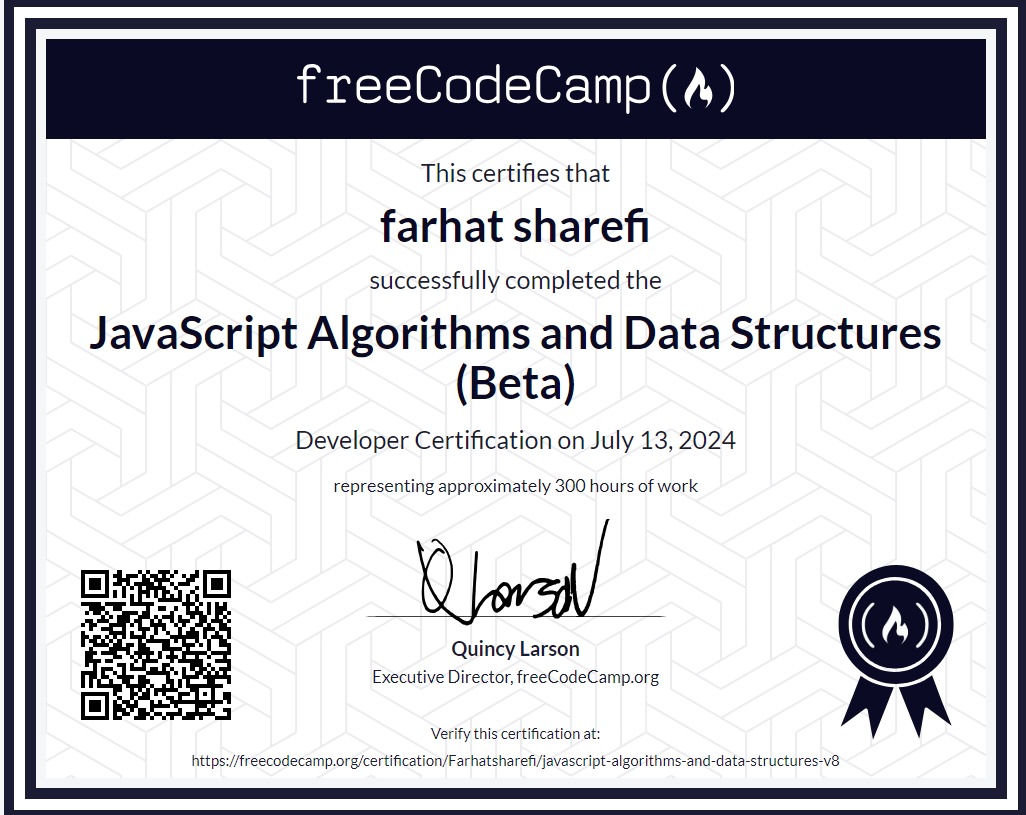 freeCodeCamp
This certifies that
farhat sharefi
successfully completed the
JavaScript Algorithms and Data Structures
(Beta)
Developer Certification on July 13, 2024
representing approximately 300 hours of work
QLarson
Quincy Larson
Executive Director, freeCodeCamp.org
Verify this certification at:
https://freecodecamp.org/certification/Farhatsharefi/javascript-algorithms-and-data-structures-v8